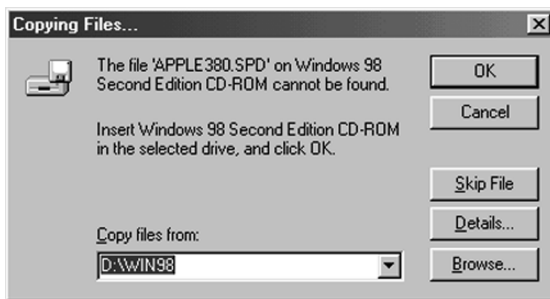 Copying Files...
The file 'APPLE380.SPD' on Windows 98
Second Edition CD-ROM cannot be found.
Insert Windows 98 Second Edition CD-ROM
in the selected drive, and click OK.
Copy files from:
D:\WIN98
OK
Cancel
Skip File
Details...
Browse...